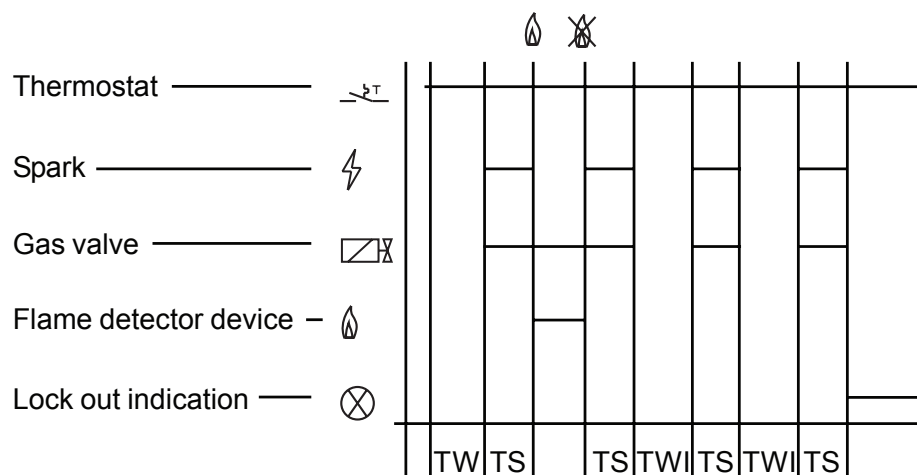 Thermostat
T
Spark
Gas valve
Flame detector device
Lock out indication
TW TS TS TWI TS TWI TS